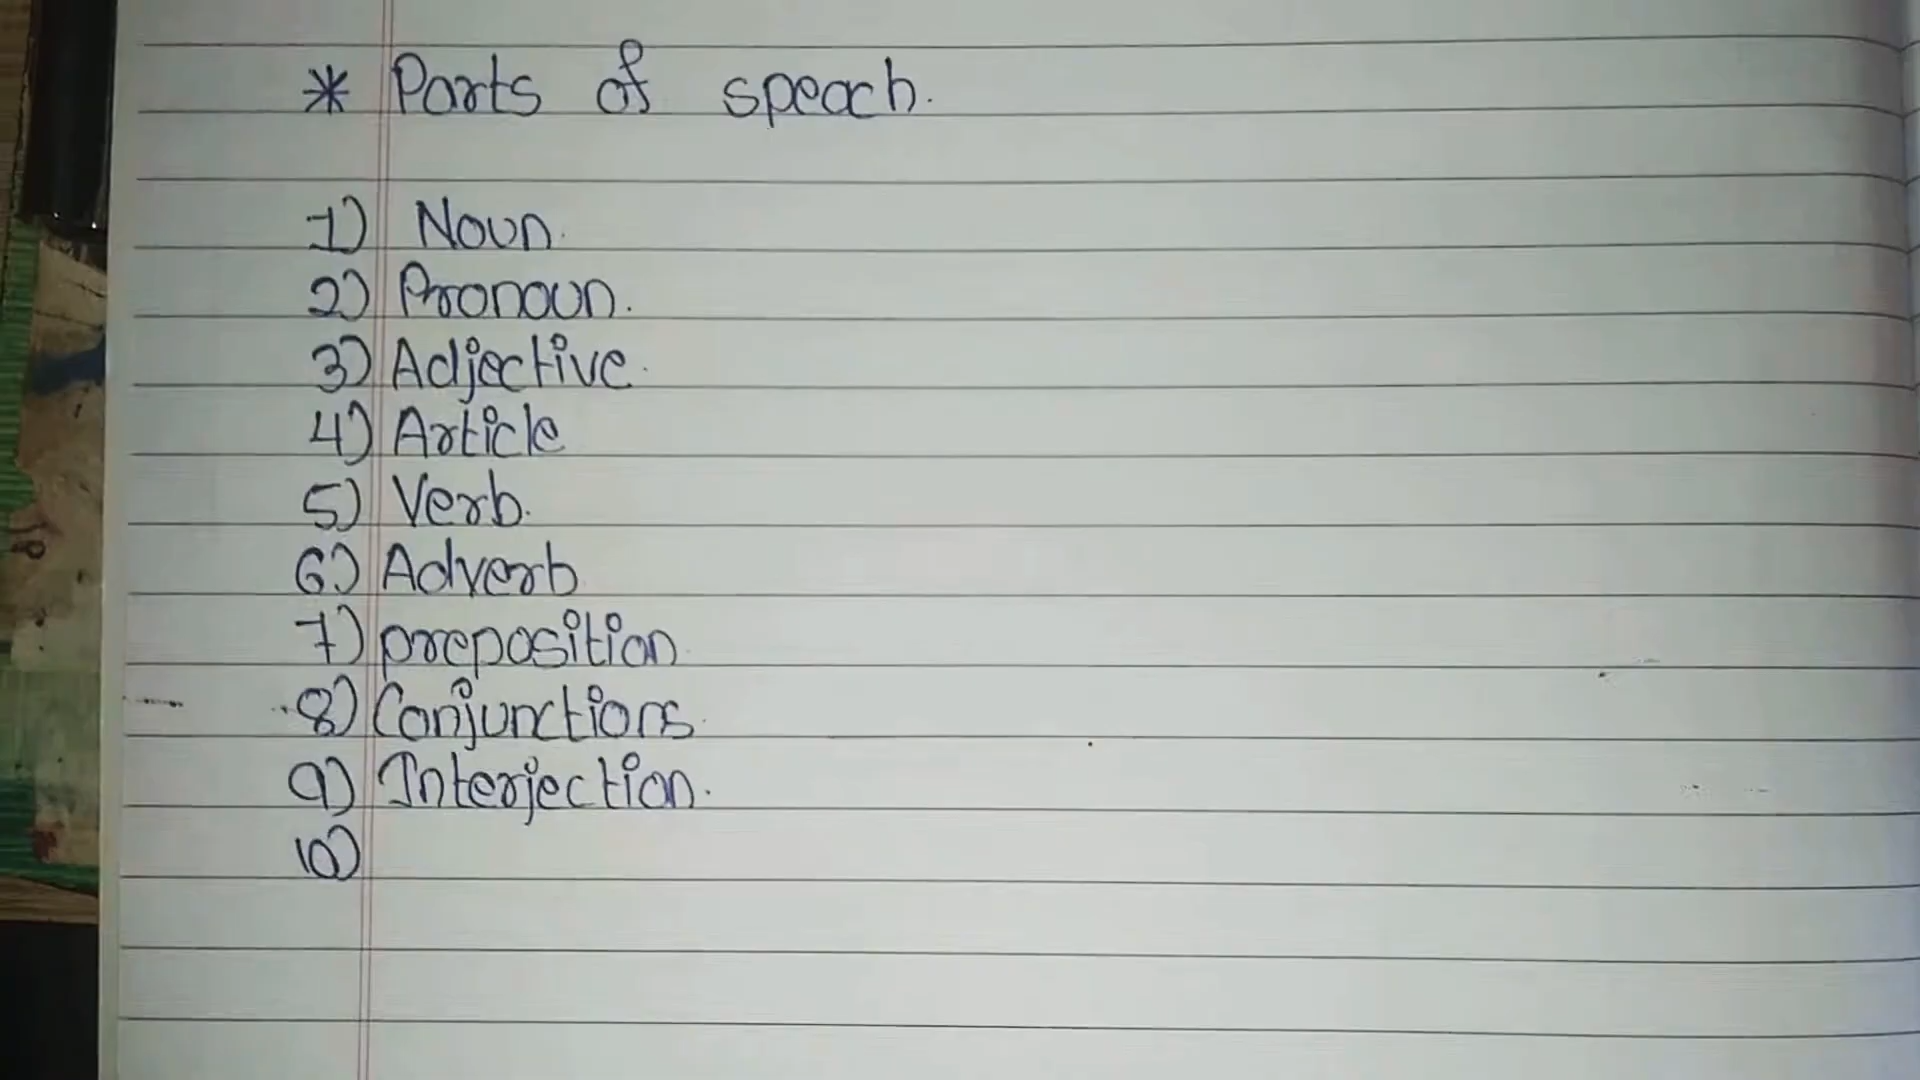 * Parts of speach.
1) Noun.
2) Pronoun.
3) Adjective.
4) Article
5) Verb.
6) Adverb
7) preposition
8) Conjunctions.
9) Interjection.
10)